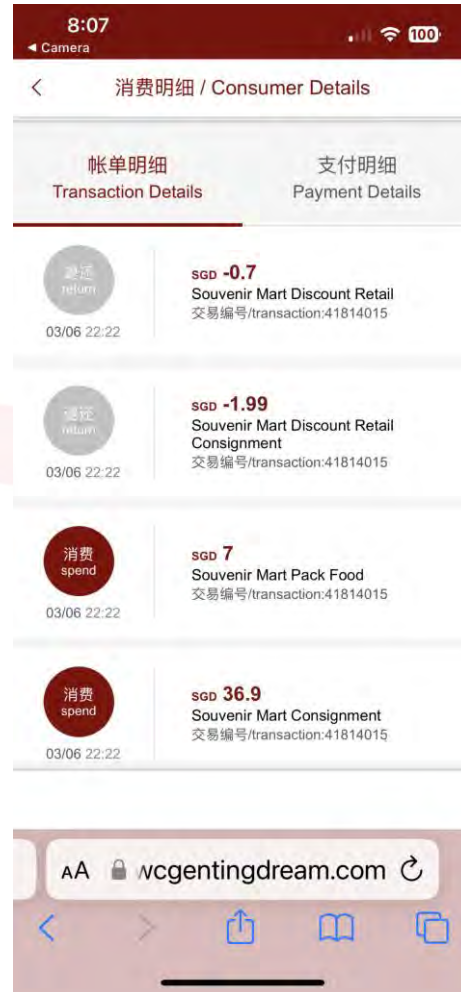 8:07
100
◀ Camera
消费明细 / Consumer Details
帐单明细
Transaction Details
支付明细
Payment Details
退还
return
03/06 22:22
SGD -0.7
Souvenir Mart Discount Retail
交易编号/transaction:41814015
退还
return
03/06 22:22
SGD -1.99
Souvenir Mart Discount Retail
Consignment
交易编号/transaction:41814015
消费
spend
03/06 22:22
SGD 7
Souvenir Mart Pack Food
交易编号/transaction:41814015
消费
spend
03/06 22:22
SGD 36.9
Souvenir Mart Consignment
交易编号/transaction:41814015
AA
wcgentingdream.com